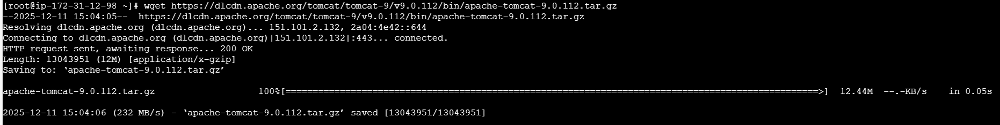 [root@ip-172-31-12-98 ~]# wget https://dlcdn.apache.org/tomcat/tomcat-9/v9.0.112/bin/apache-tomcat-9.0.112.tar.gz
--2025-12-11 15:04:05--  https://dlcdn.apache.org/tomcat/tomcat-9/v9.0.112/bin/apache-tomcat-9.0.112.tar.gz
Resolving dlcdn.apache.org (dlcdn.apache.org)... 151.101.2.132, 2a04:4e42::644
Connecting to dlcdn.apache.org (dlcdn.apache.org)|151.101.2.132|:443... connected.
HTTP request sent, awaiting response... 200 OK
Length: 13043951 (12M) [application/x-gzip]
Saving to: ‘apache-tomcat-9.0.112.tar.gz’
apache-tomcat-9.0.112.tar.gz                   100%[==================================================================================================>]  12.44M  --.-KB/s    in 0.05s
2025-12-11 15:04:06 (232 MB/s) - ‘apache-tomcat-9.0.112.tar.gz’ saved [13043951/13043951]